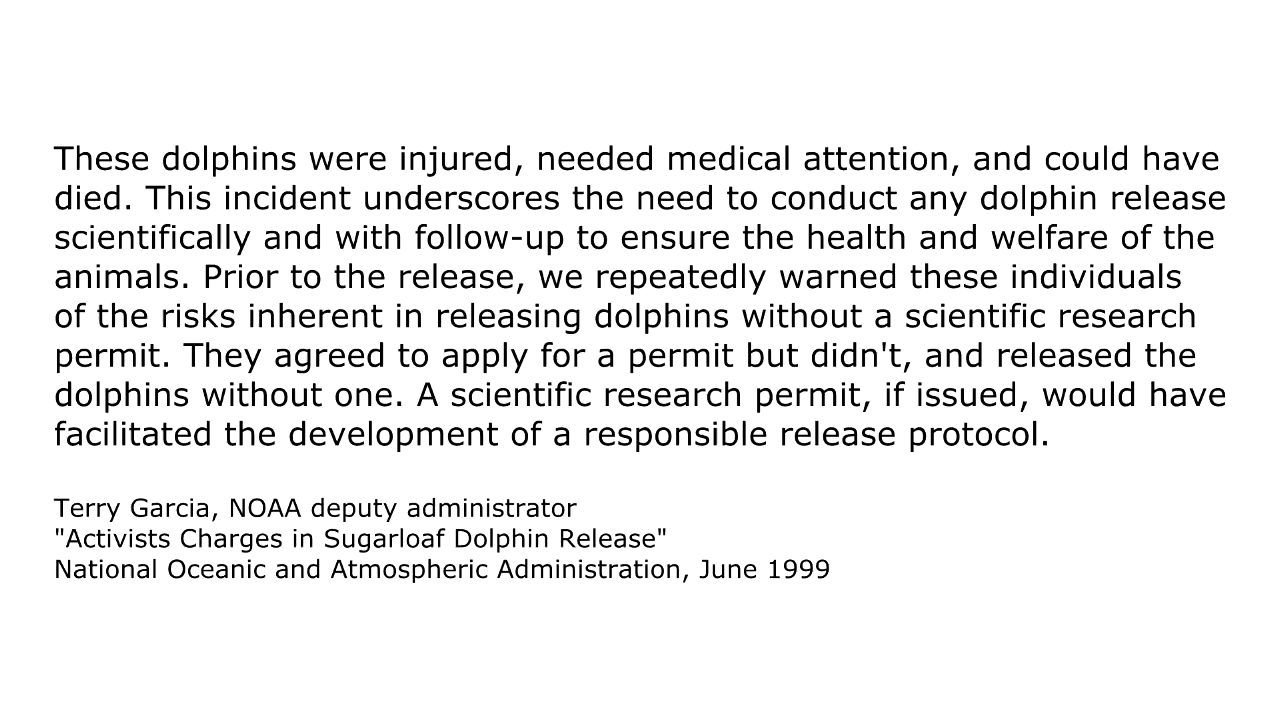 These dolphins were injured, needed medical attention, and could have
died. This incident underscores the need to conduct any dolphin release
scientifically and with follow-up to ensure the health and welfare of the
animals. Prior to the release, we repeatedly warned these individuals
of the risks inherent in releasing dolphins without a scientific research
permit. They agreed to apply for a permit but didn't, and released the
dolphins without one. A scientific research permit, if issued, would have
facilitated the development of a responsible release protocol.
Terry Garcia, NOAA deputy administrator
"Activists Charges in Sugarloaf Dolphin Release"
National Oceanic and Atmospheric Administration, June 1999